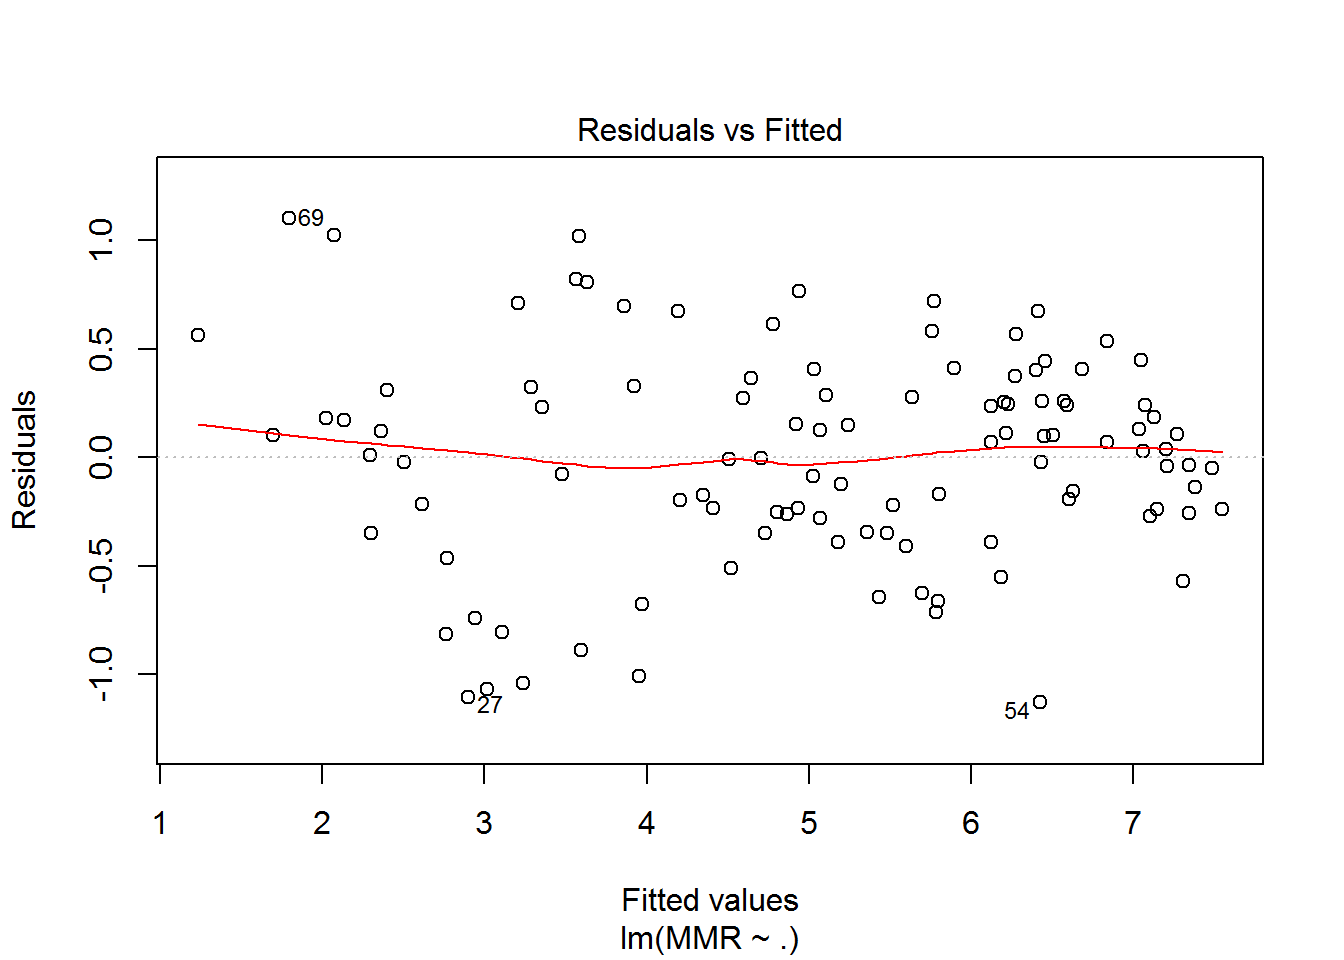 Residuals vs Fitted
Residuals
1.0
0.5
0.0
-0.5
-1.0
69
27
54
1 2 3 4 5 6 7
Fitted values
lm(MMR ~ .)